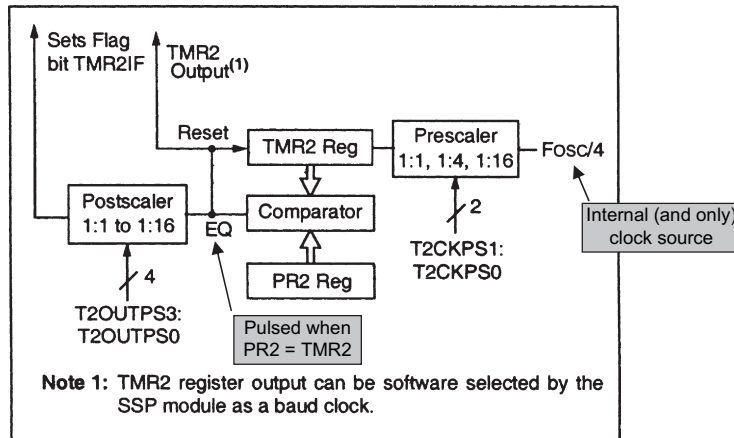 Sets Flag
bit TMR2IF
TMR2
Output(1)
Reset
TMR2 Reg
Prescaler
1:1, 1:4, 1:16
Fosc/4
Postscaler
1:1 to 1:16
EQ
Comparator
2
Internal (and only)
clock source
T2CKPS1:
T2CKPS0
4
PR2 Reg
T2OUTPS3:
T2OUTPS0
Pulsed when
PR2 = TMR2
Note 1: TMR2 register output can be software selected by the
SSP module as a baud clock.